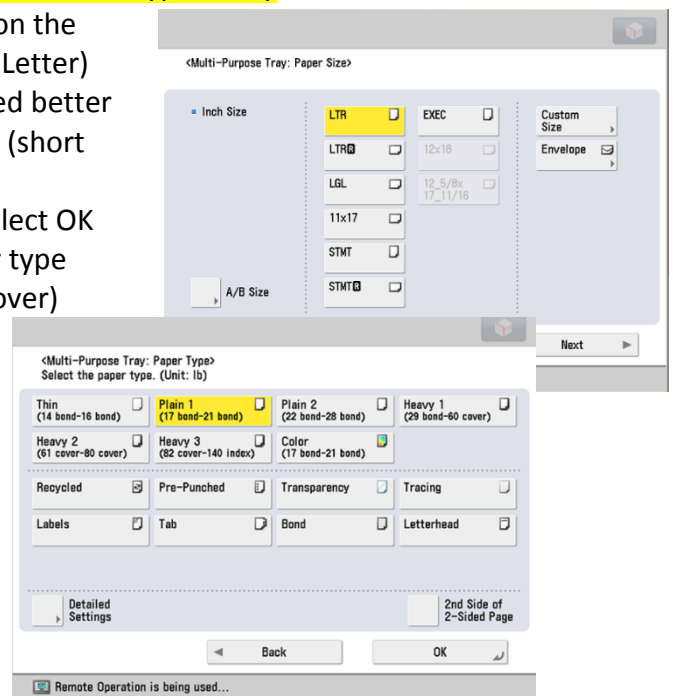 on the
Letter)
ed better
(short
lect OK
type
over)
<Multi-Purpose Tray: Paper Size>
Inch Size
LTR
EXEC
Custom Size
LTRR
12x18
Envelope
LGL
12_5/8x 17_11/16
11x17
STMT
STMTR
A/B Size
Next
<Multi-Purpose Tray: Paper Type>
Select the paper type. (Unit: lb)
Thin
(14 bond-16 bond)
Plain 1
(17 bond-21 bond)
Plain 2
(22 bond-28 bond)
Heavy 1
(29 bond-60 cover)
Heavy 2
(61 cover-80 cover)
Heavy 3
(82 cover-140 index)
Color
(17 bond-21 bond)
Recycled
Pre-Punched
Transparency
Tracing
Labels
Tab
Bond
Letterhead
Detailed
Settings
2nd Side of
2-Sided Page
Back
OK
Remote Operation is being used...